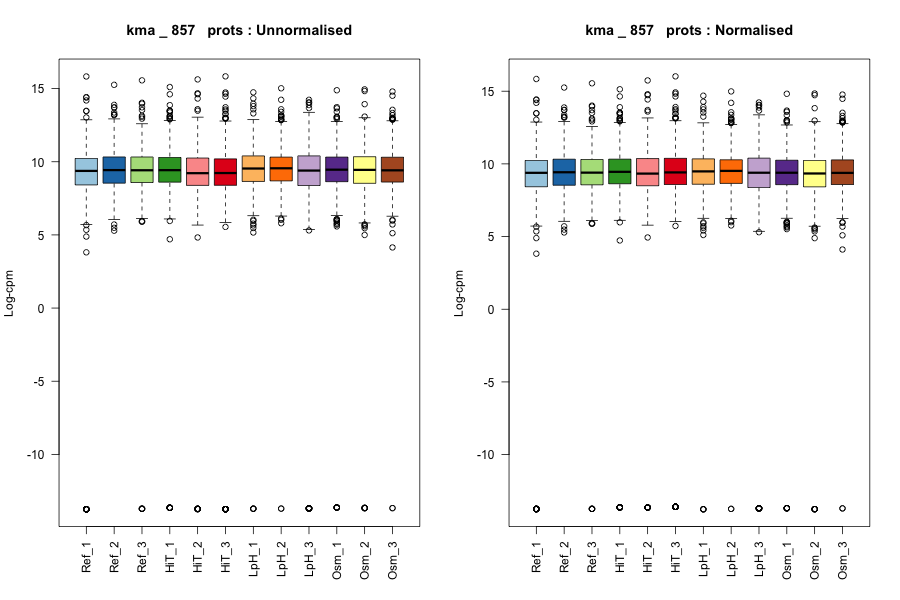 kma _ 857   prots : Unnormalised
Log-cpm
15
10
5
0
-5
-10
Ref_1
Ref_2
Ref_3
HiT_1
HiT_2
HiT_3
LpH_1
LpH_2
LpH_3
Osm_1
Osm_2
Osm_3
kma _ 857   prots : Normalised
Log-cpm
15
10
5
0
-5
-10
Ref_1
Ref_2
Ref_3
HiT_1
HiT_2
HiT_3
LpH_1
LpH_2
LpH_3
Osm_1
Osm_2
Osm_3